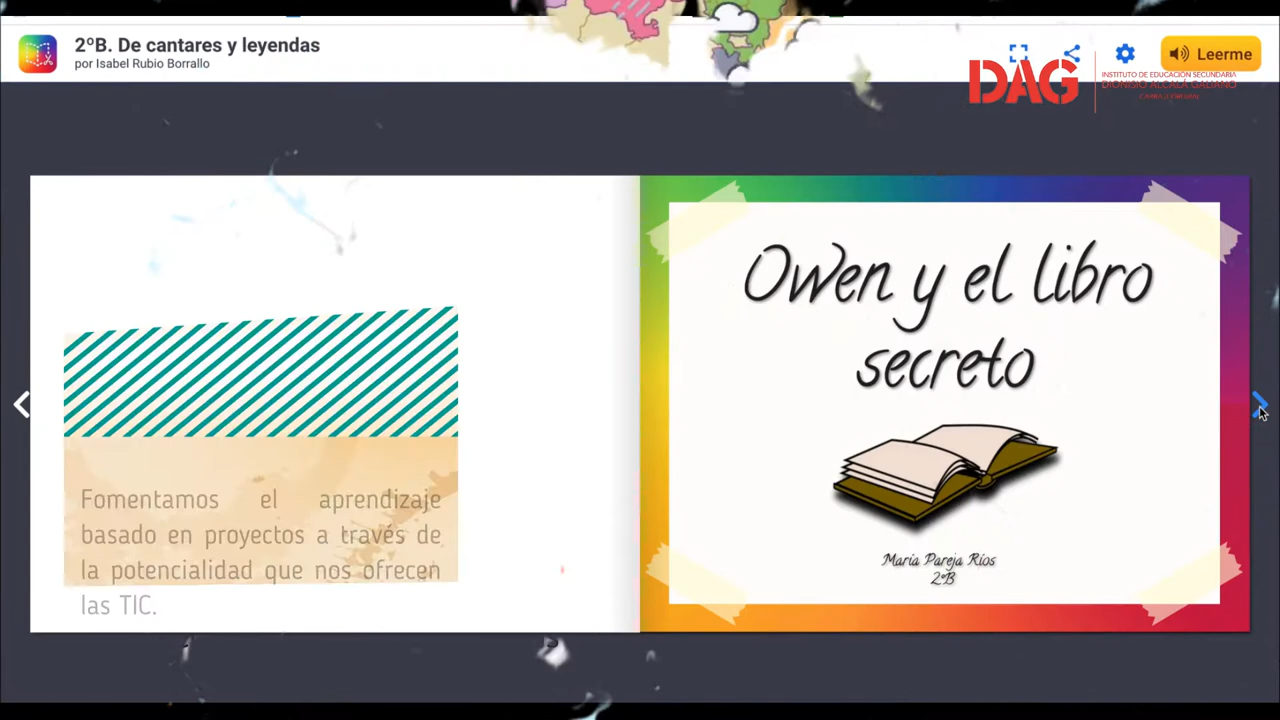 2ºB. De cantares y leyendas
por Isabel Rubio Borrallo
Leerme
DAG
INSTITUTO DE EDUCACIÓN SECUNDARIA
DIONISIO ALCALÁ GALIANO
Owen y el libro
secreto
María Pareja Ríos
2ºB
Fomentamos el aprendizaje
basado en proyectos a través de
la potencialidad que nos ofrecen
las TIC.